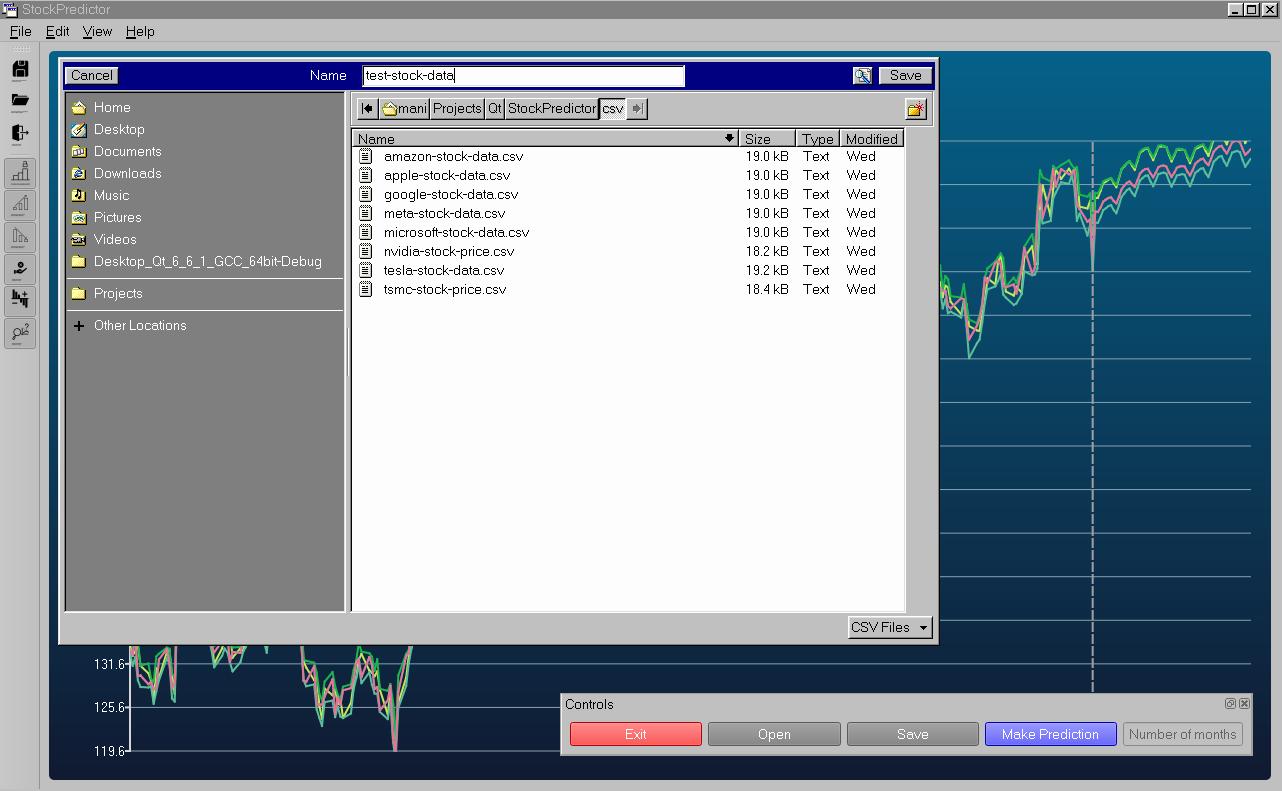 StockPredictor
File Edit View Help
Cancel Name test-stock-data Save
Home
Desktop
Documents
Downloads
Music
Pictures
Videos
Desktop_Qt_6_6_1_GCC_64bit-Debug
Projects
Other Locations
mani Projects Qt StockPredictor csv
Name Size Type Modified
amazon-stock-data.csv 19.0 kB Text Wed
apple-stock-data.csv 19.0 kB Text Wed
google-stock-data.csv 19.0 kB Text Wed
meta-stock-data.csv 19.0 kB Text Wed
microsoft-stock-data.csv 19.0 kB Text Wed
nvidia-stock-price.csv 18.2 kB Text Wed
tesla-stock-data.csv 19.2 kB Text Wed
tsmc-stock-price.csv 18.4 kB Text Wed
CSV Files
131.6
125.6
119.6
Controls
Exit Open Save Make Prediction Number of months